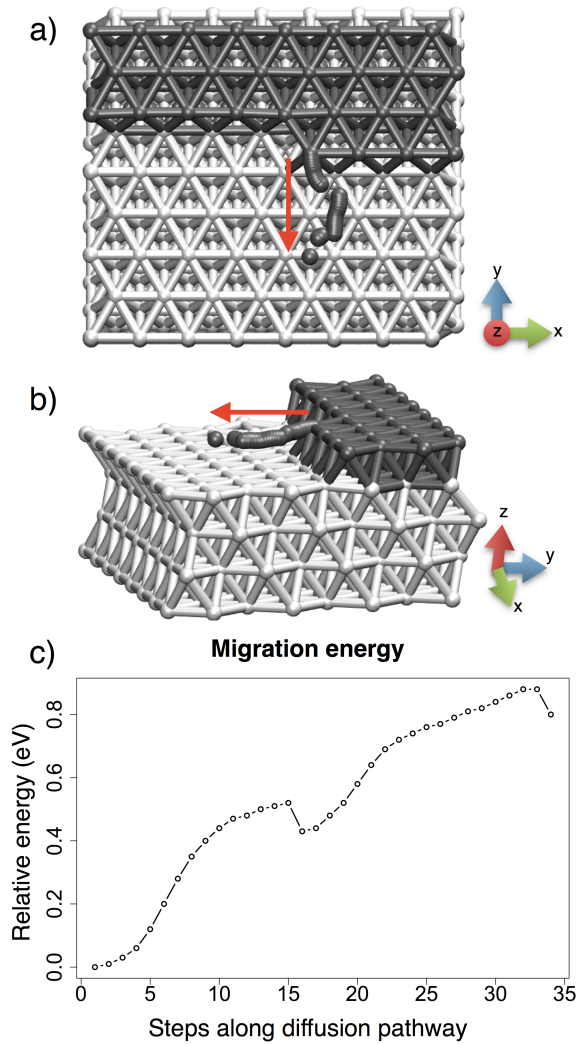 a)
y
z
x
b)
z
y
x
c)
Migration energy
Relative energy (eV)
0.8
0.6
0.4
0.2
0.0
0 5 10 15 20 25 30 35
Steps along diffusion pathway